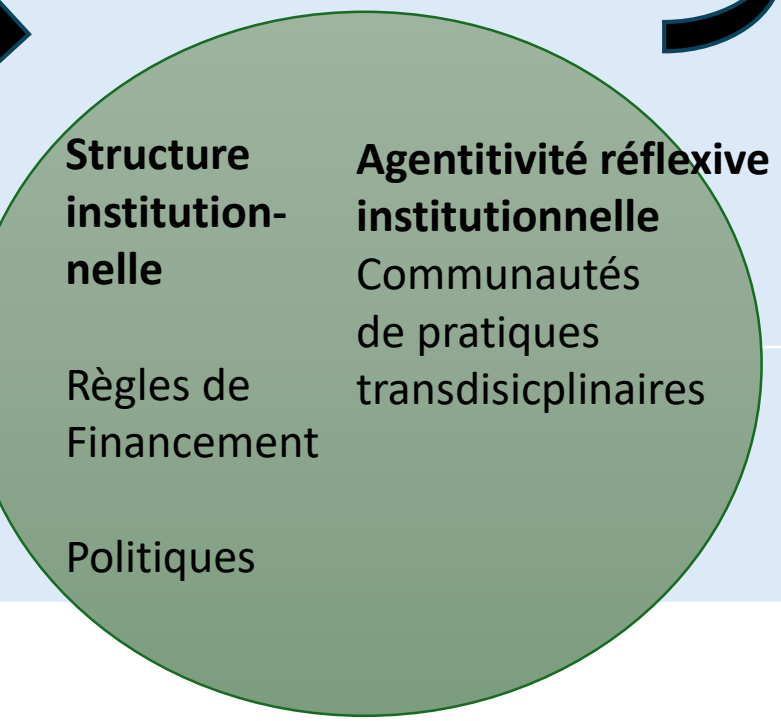 Structure
institution-
nelle
Règles de
Financement
Politiques
Agentitivité réflexive
institutionnelle
Communautés
de pratiques
transdisicplinaires